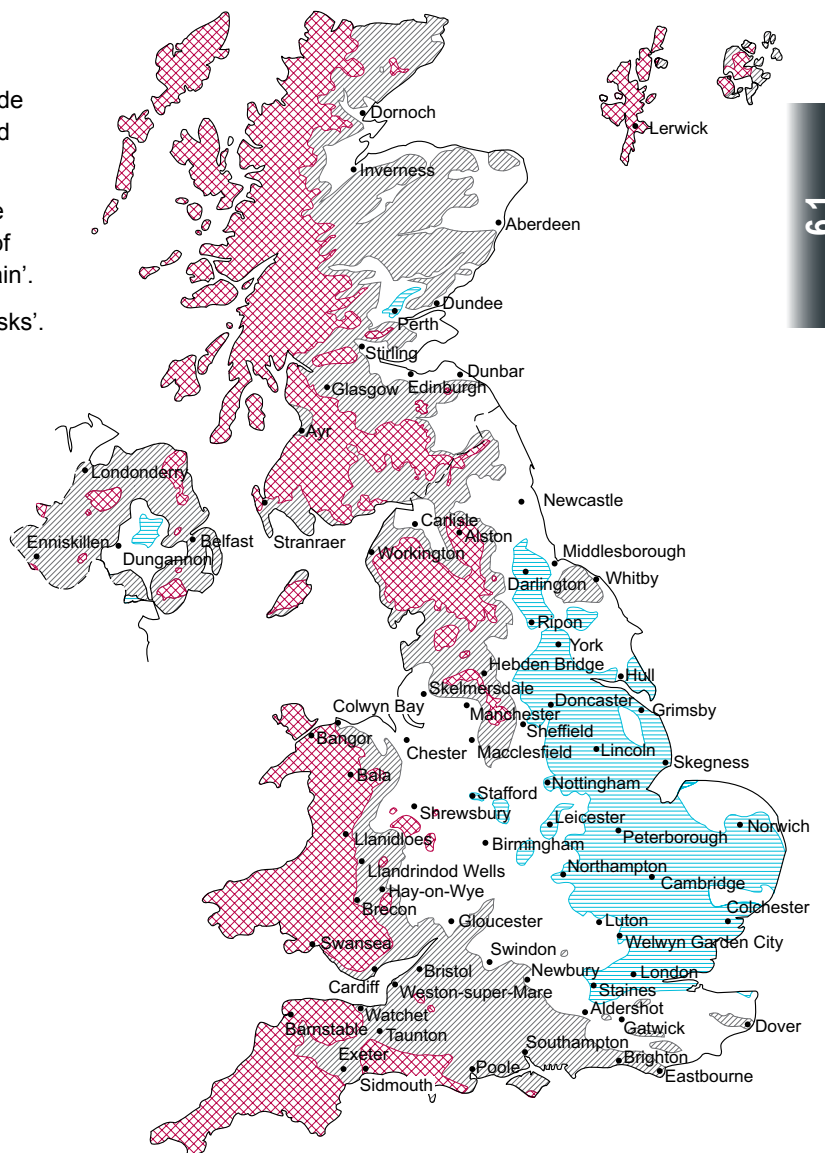 de
d
e
of
ain’.
sks’.
61
Dornoch
Lerwick
Inverness
Aberdeen
Dundee
Perth
Stirling
Dunbar
Glasgow
Edinburgh
Ayr
Londonderry
Newcastle
Carlisle
Alston
Enniskillen
Belfast
Stranraer
Dungannon
Workington
Middlesborough
Darlington
Whitby
Ripon
York
Hebden Bridge
Hull
Skelmersdale
Colwyn Bay
Doncaster
Manchester
Grimsby
Sheffield
Bangor
Chester
Macclesfield
Lincoln
Skegness
Bala
Nottingham
Stafford
Shrewsbury
Leicester
Norwich
Peterborough
Llanidloes
Birmingham
Llandrindod Wells
Northampton
Cambridge
Hay-on-Wye
Brecon
Colchester
Gloucester
Luton
Swansea
Welwyn Garden City
Swindon
Cardiff
Bristol
Newbury
London
Weston-super-Mare
Staines
Watchet
Aldershot
Barnstable
Taunton
Gatwick
Dover
Southampton
Exeter
Brighton
Sidmouth
Poole
Eastbourne